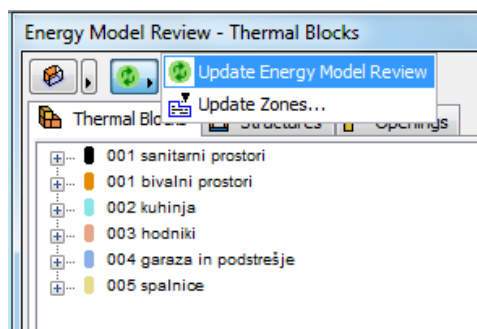 Energy Model Review - Thermal Blocks
Update Energy Model Review
Update Zones...
Thermal Blocks Structures Openings
001 sanitarni prostori
001 bivalni prostori
002 kuhinja
003 hodniki
004 garaza in podstrešje
005 spalnice